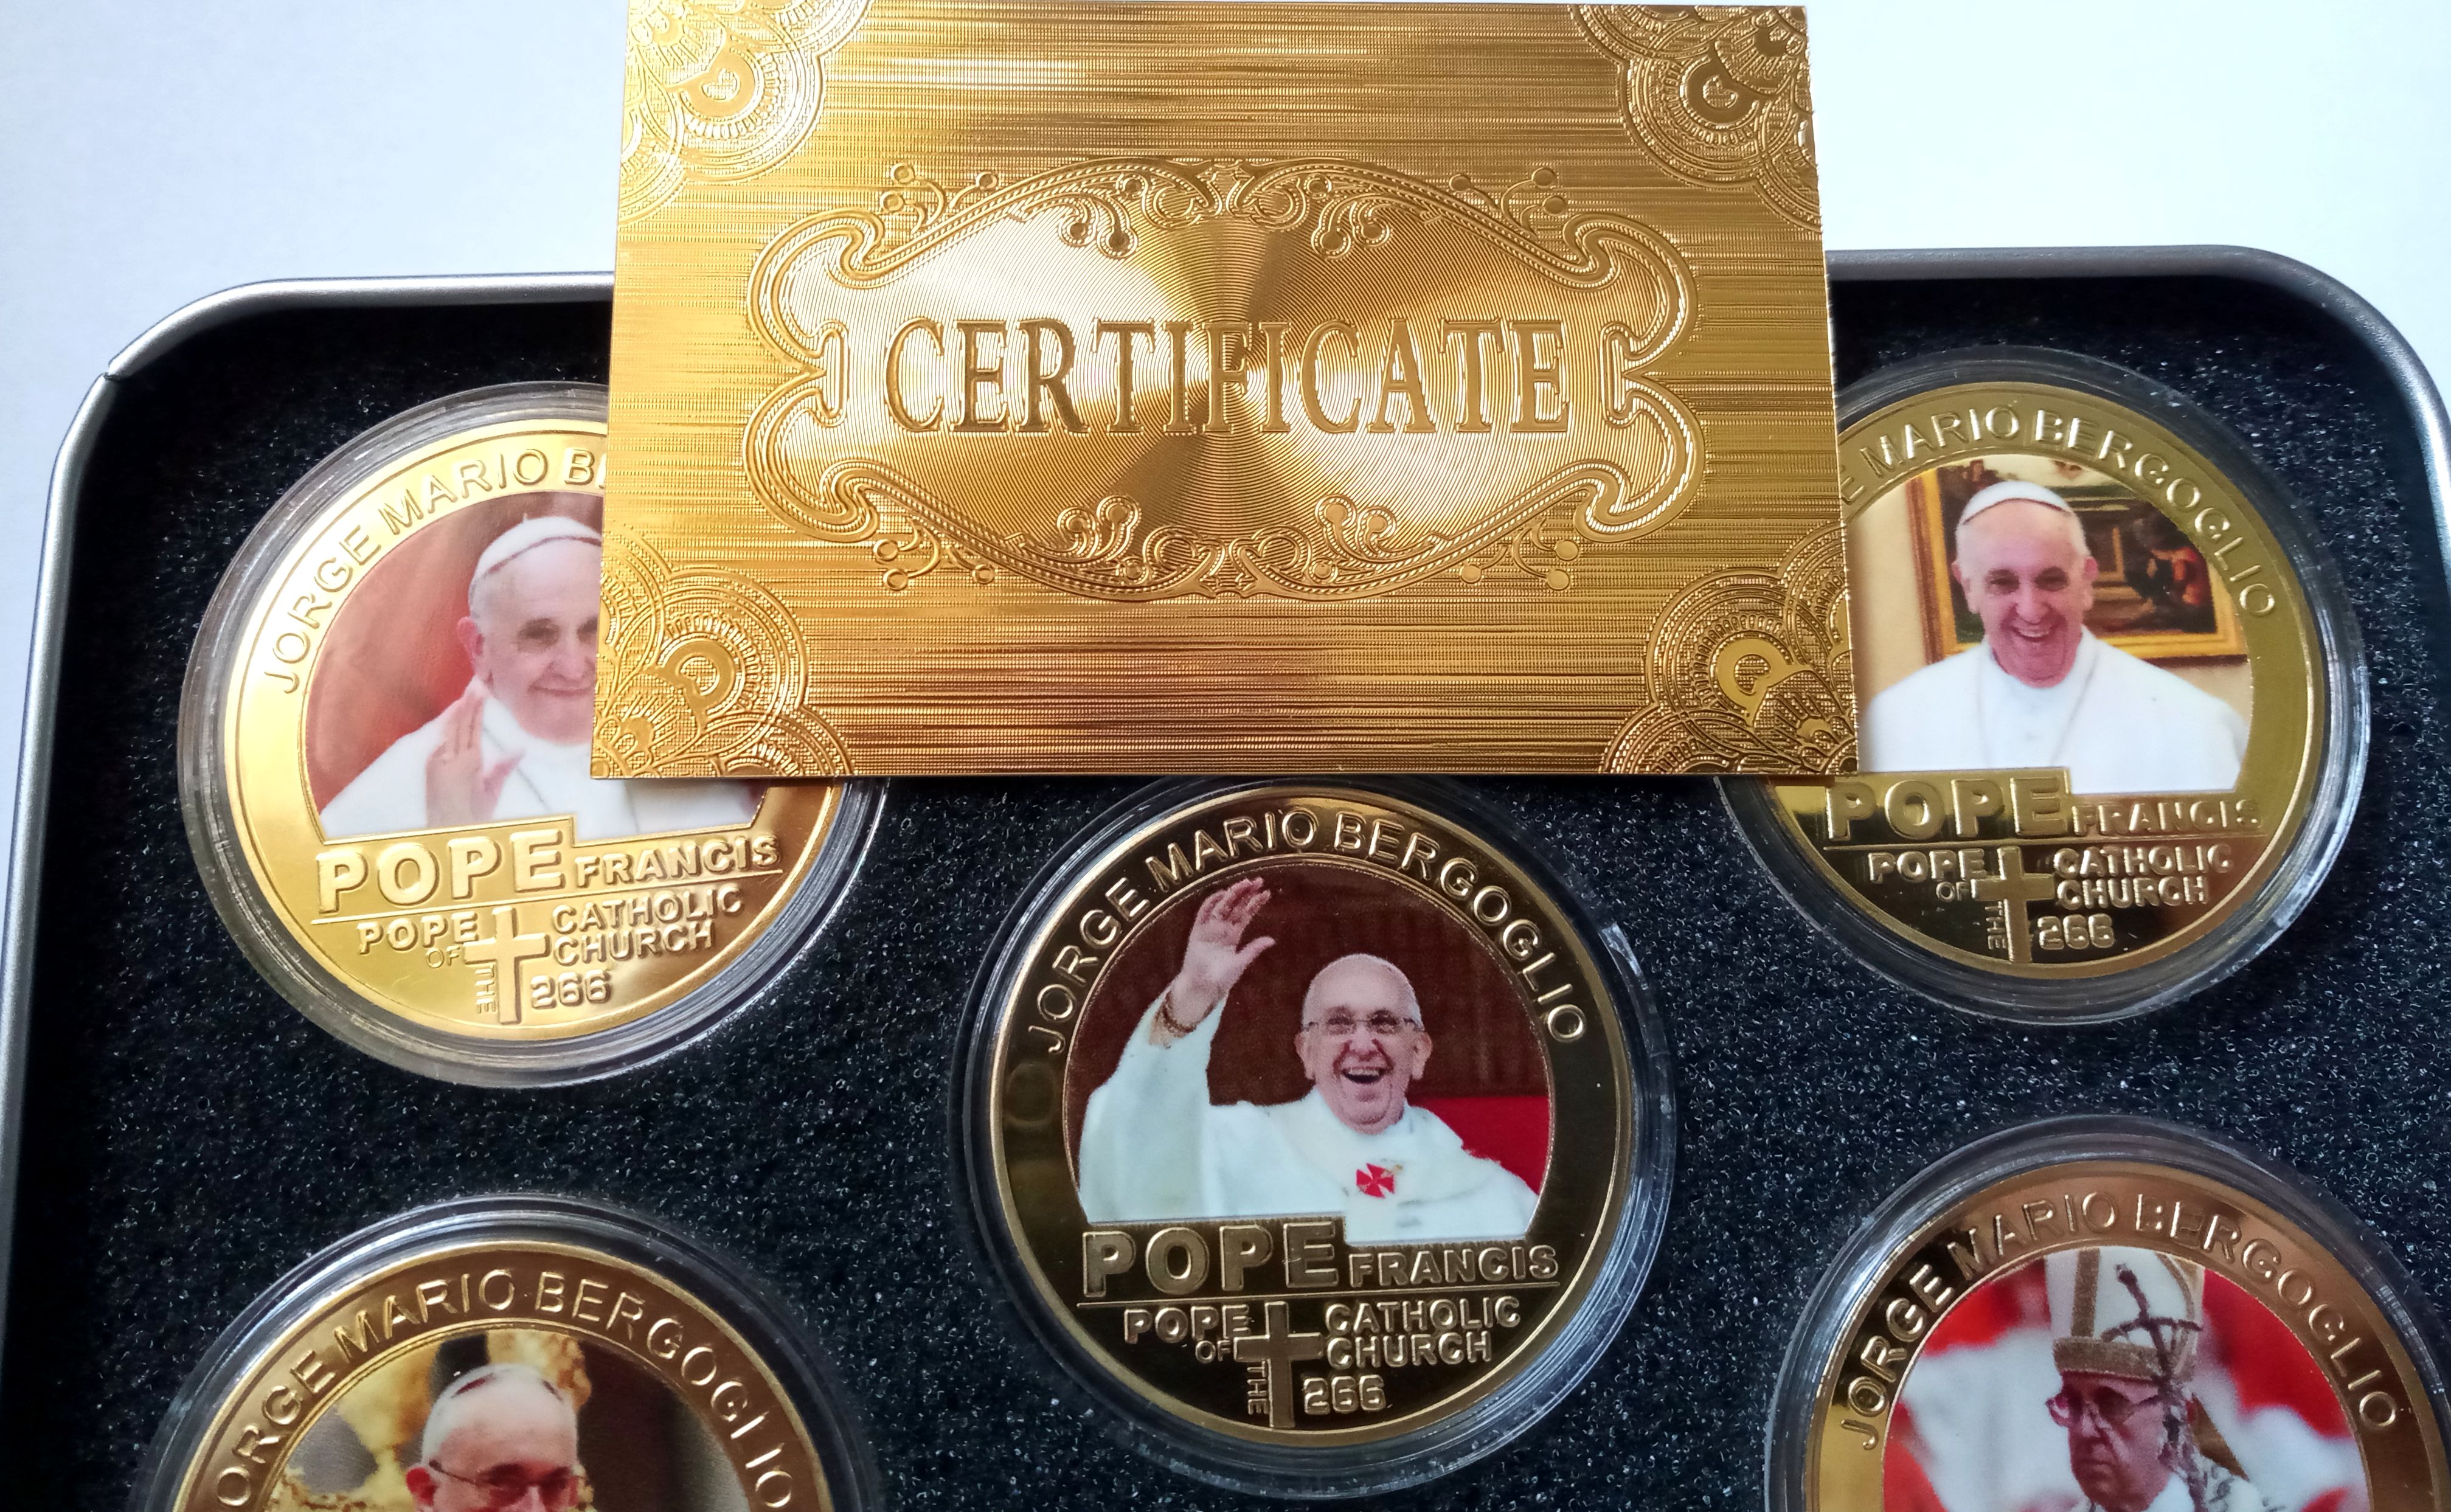 CERTIFICATE
JORGE MARIO B
POPE FRANCIS
POPE OF THE CATHOLIC CHURCH
266
MARIO BERGOGLIO
POPE FRANCIS
POPE OF THE CATHOLIC CHURCH
266
JORGE MARIO BERGOGLIO
POPE FRANCIS
POPE OF THE CATHOLIC CHURCH
266
JORGE MARIO BERGOGLIO
JORGE MARIO BERGOGLIO